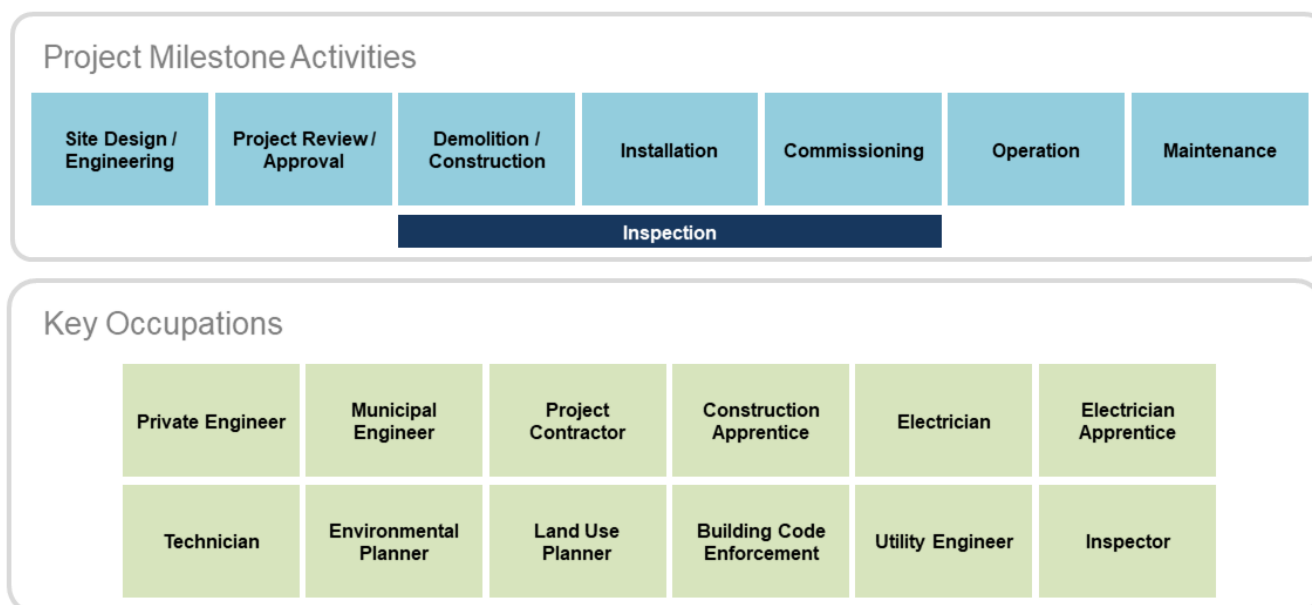 Project Milestone Activities
Site Design /
Engineering
Project Review /
Approval
Demolition /
Construction
Installation
Commissioning
Operation
Maintenance
Inspection
Key Occupations
Private Engineer
Municipal
Engineer
Project
Contractor
Construction
Apprentice
Electrician
Electrician
Apprentice
Technician
Environmental
Planner
Land Use
Planner
Building Code
Enforcement
Utility Engineer
Inspector